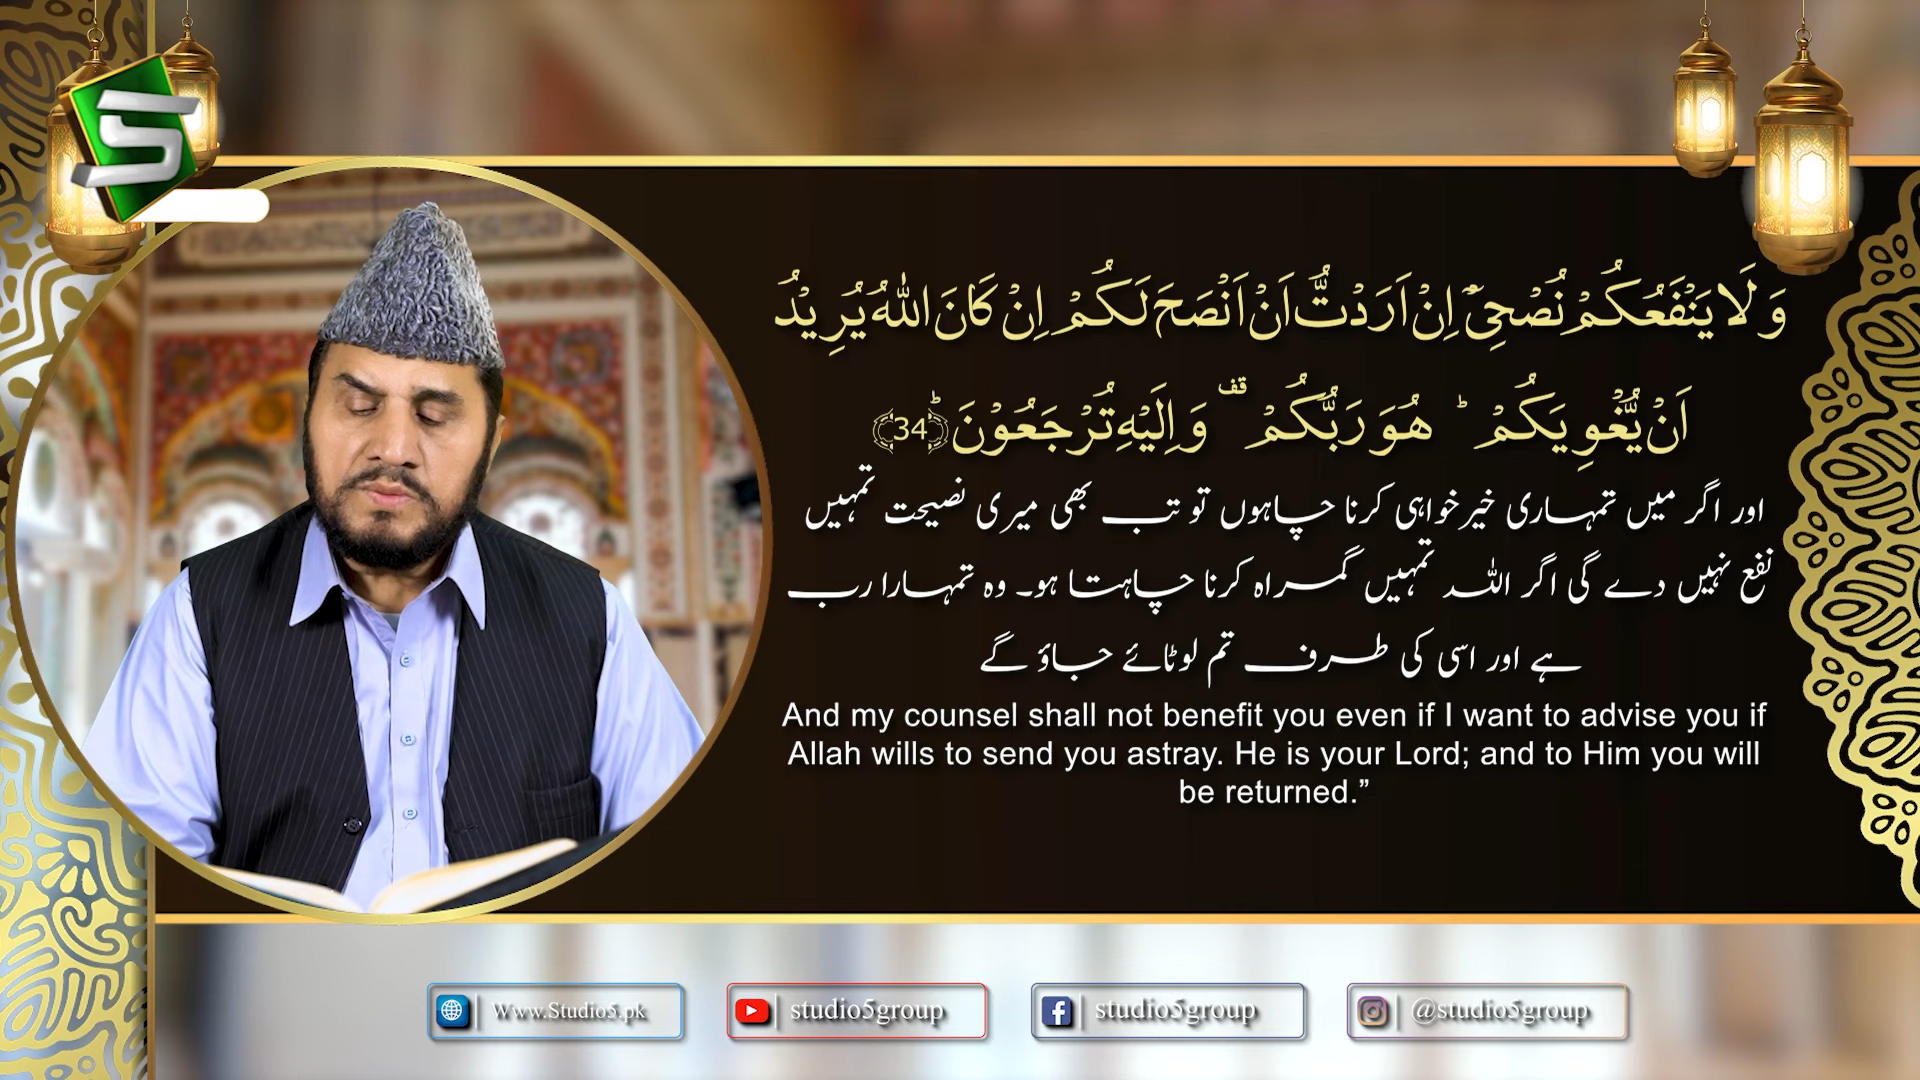 وَ لَا يَنْفَعُكُمْ نُصْحِیْۤ اِنْ اَرَدْتُّ اَنْ اَنْصَحَ لَكُمْ اِنْ كَانَ اللّٰهُ یُرِیْدُ
اَنْ یُّغْوِیَكُمْ ؕ هُوَ رَبُّكُمْ ۫ وَ اِلَیْهِ تُرْجَعُوْنَ ؕ﴿34﴾
اور اگر میں تمہاری خیرخواہی کرنا چاہوں تو تب بھی میری نصیحت تمہیں
نفع نہیں دے گی اگر اللہ تمہیں گمراہ کرنا چاہتا ہو۔ وہ تمہارا رب
ہے اور اسی کی طرف تم لوٹائے جاؤ گے
And my counsel shall not benefit you even if I want to advise you if
Allah wills to send you astray. He is your Lord; and to Him you will
be returned.”
Www.Studio5.pk
studio5group
studio5group
@studio5group